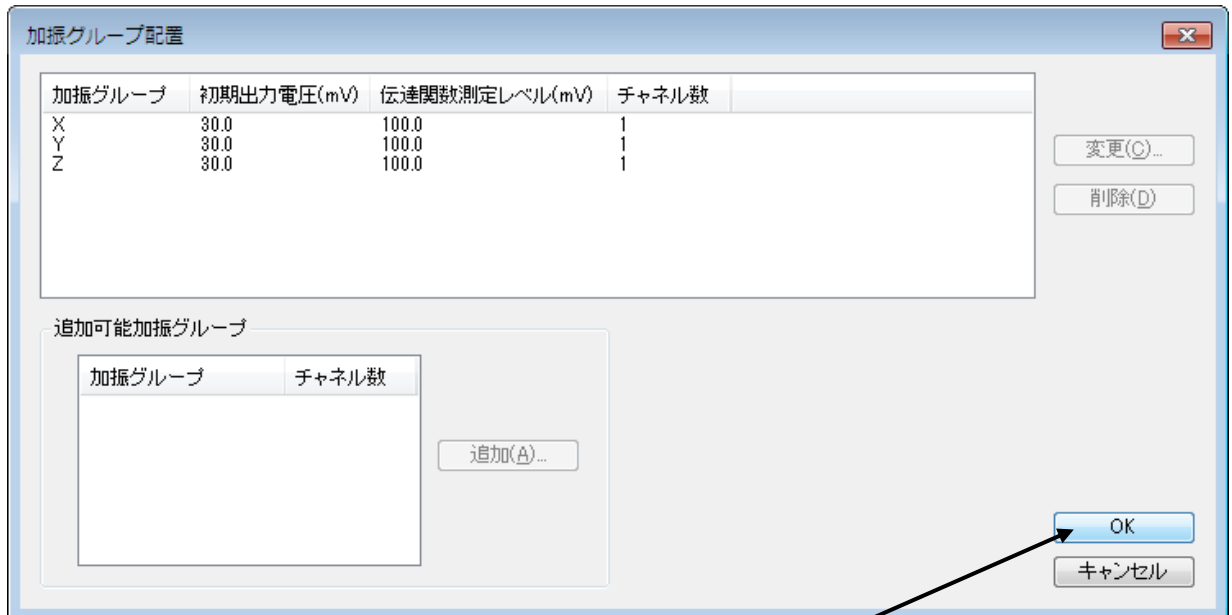 加振グループ配置
加振グループ 初期出力電圧(mV) 伝達関数測定レベル(mV) チャネル数
X 30.0 100.0 1
Y 30.0 100.0 1
Z 30.0 100.0 1
変更(C)...
削除(D)
追加可能加振グループ
加振グループ チャネル数
追加(A)...
OK
キャンセル